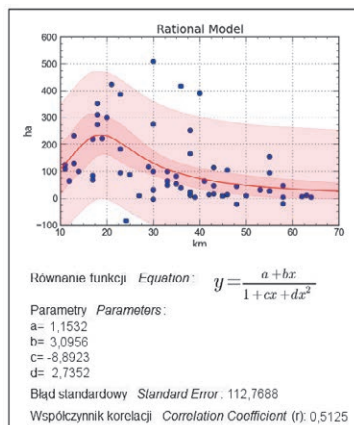 Rational Model
600
500
400
300
200
100
0
-100
ha
10 20 30 40 50 60 70
km
Równanie funkcji Equation: y = a+bx / 1+cx+dx²
Parametry Parameters:
a= 1,1532
b= 3,0956
c= -8,8923
d= 2,7352
Błąd standardowy Standard Error: 112,7688
Współczynnik korelacji Corrolation Coefficient (r): 0,5125